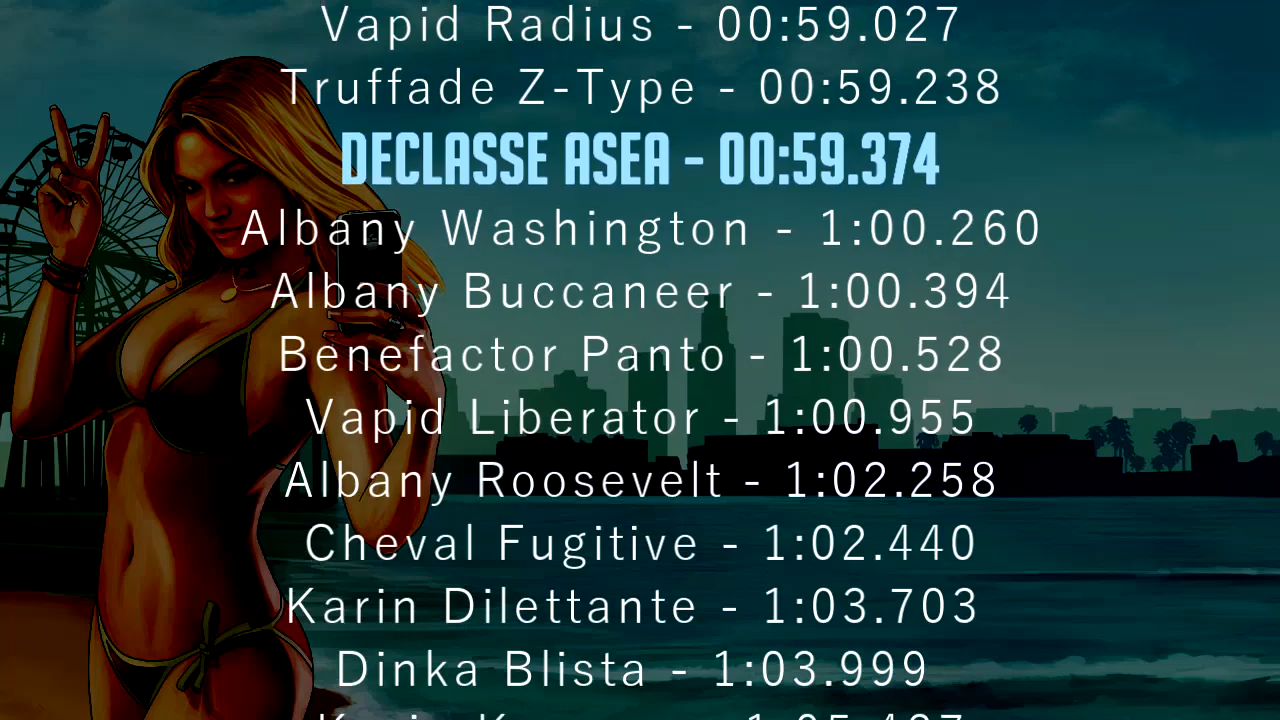 Vapid Radius - 00:59.027
Truffade Z-Type - 00:59.238
DECLASSE ASEA - 00:59.374
Albany Washington - 1:00.260
Albany Buccaneer - 1:00.394
Benefactor Panto - 1:00.528
Vapid Liberator - 1:00.955
Albany Roosevelt - 1:02.258
Cheval Fugitive - 1:02.440
Karin Dilettante - 1:03.703
Dinka Blista - 1:03.999